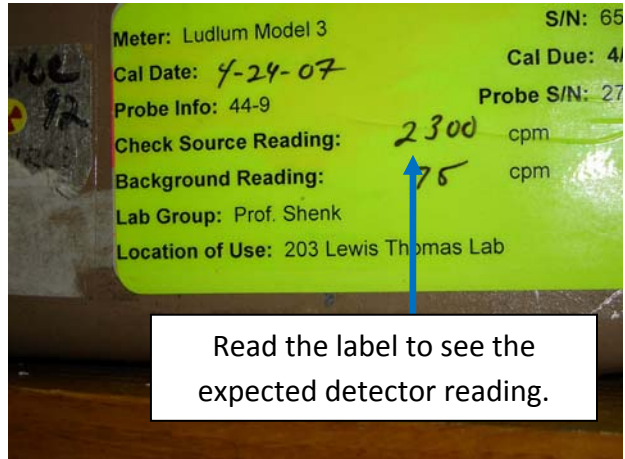 Meter: Ludlum Model 3 S/N: 65
Cal Date: 4-24-07 Cal Due: 4/
Probe Info: 44-9 Probe S/N: 27
Check Source Reading: 2300 cpm
Background Reading: 75 cpm
Lab Group: Prof. Shenk
Location of Use: 203 Lewis Thomas Lab
92
Read the label to see the
expected detector reading.